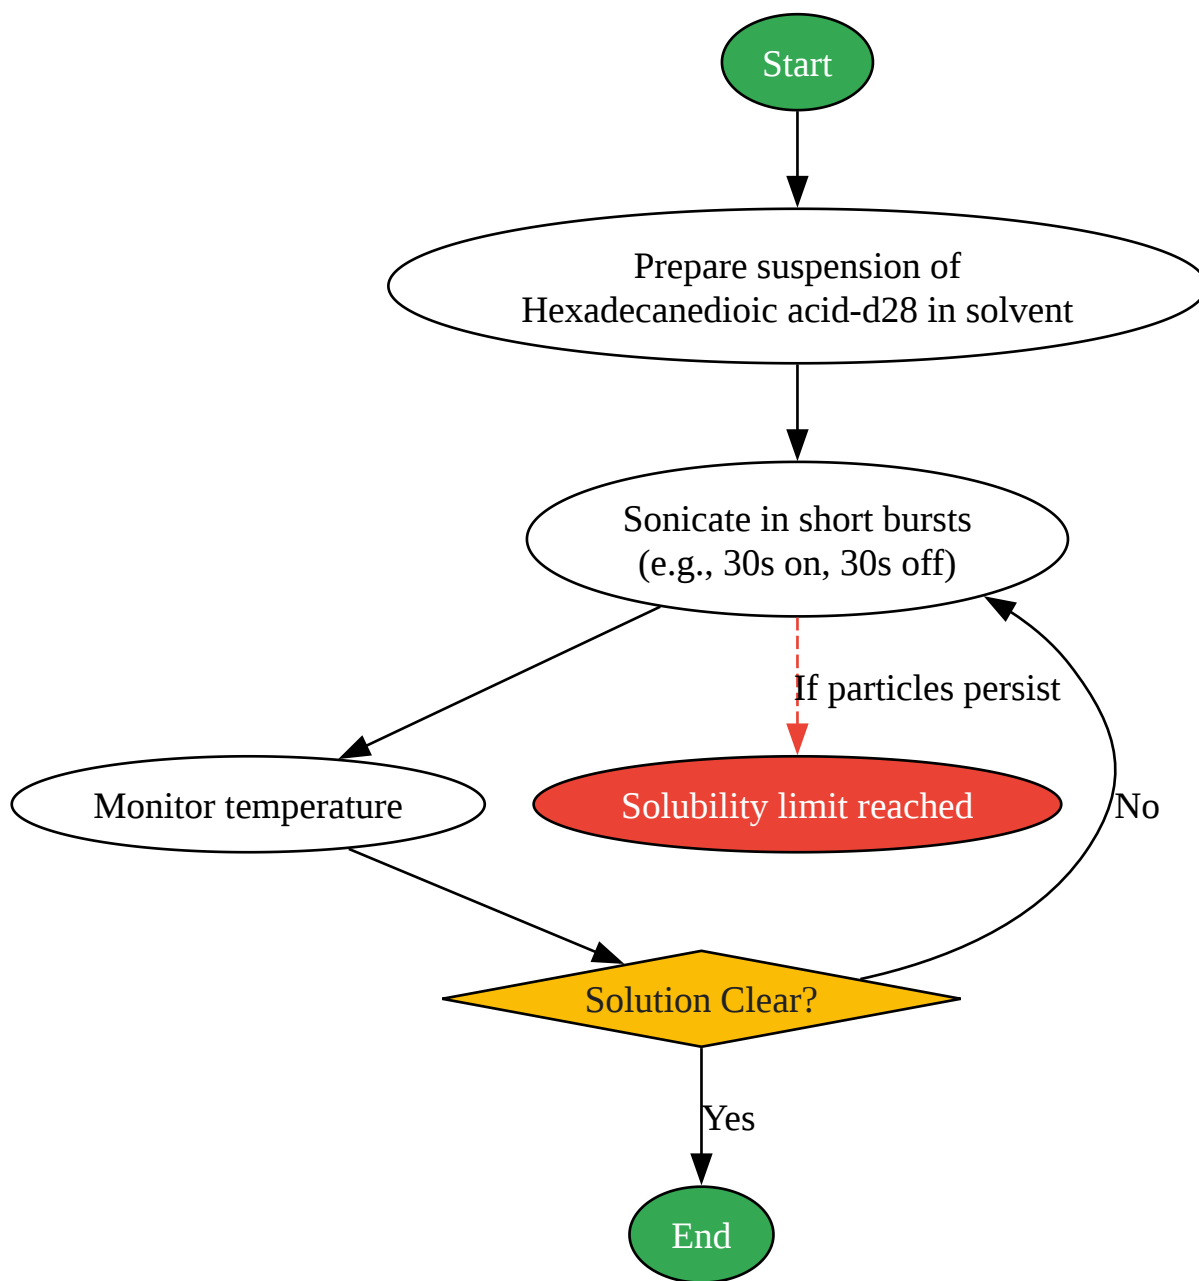 Start
Prepare suspension of
Hexadecanedioic acid-d28 in solvent
Sonicate in short bursts
(e.g., 30s on, 30s off)
If particles persist
Monitor temperature
Solubility limit reached
No
Solution Clear?
Yes
End